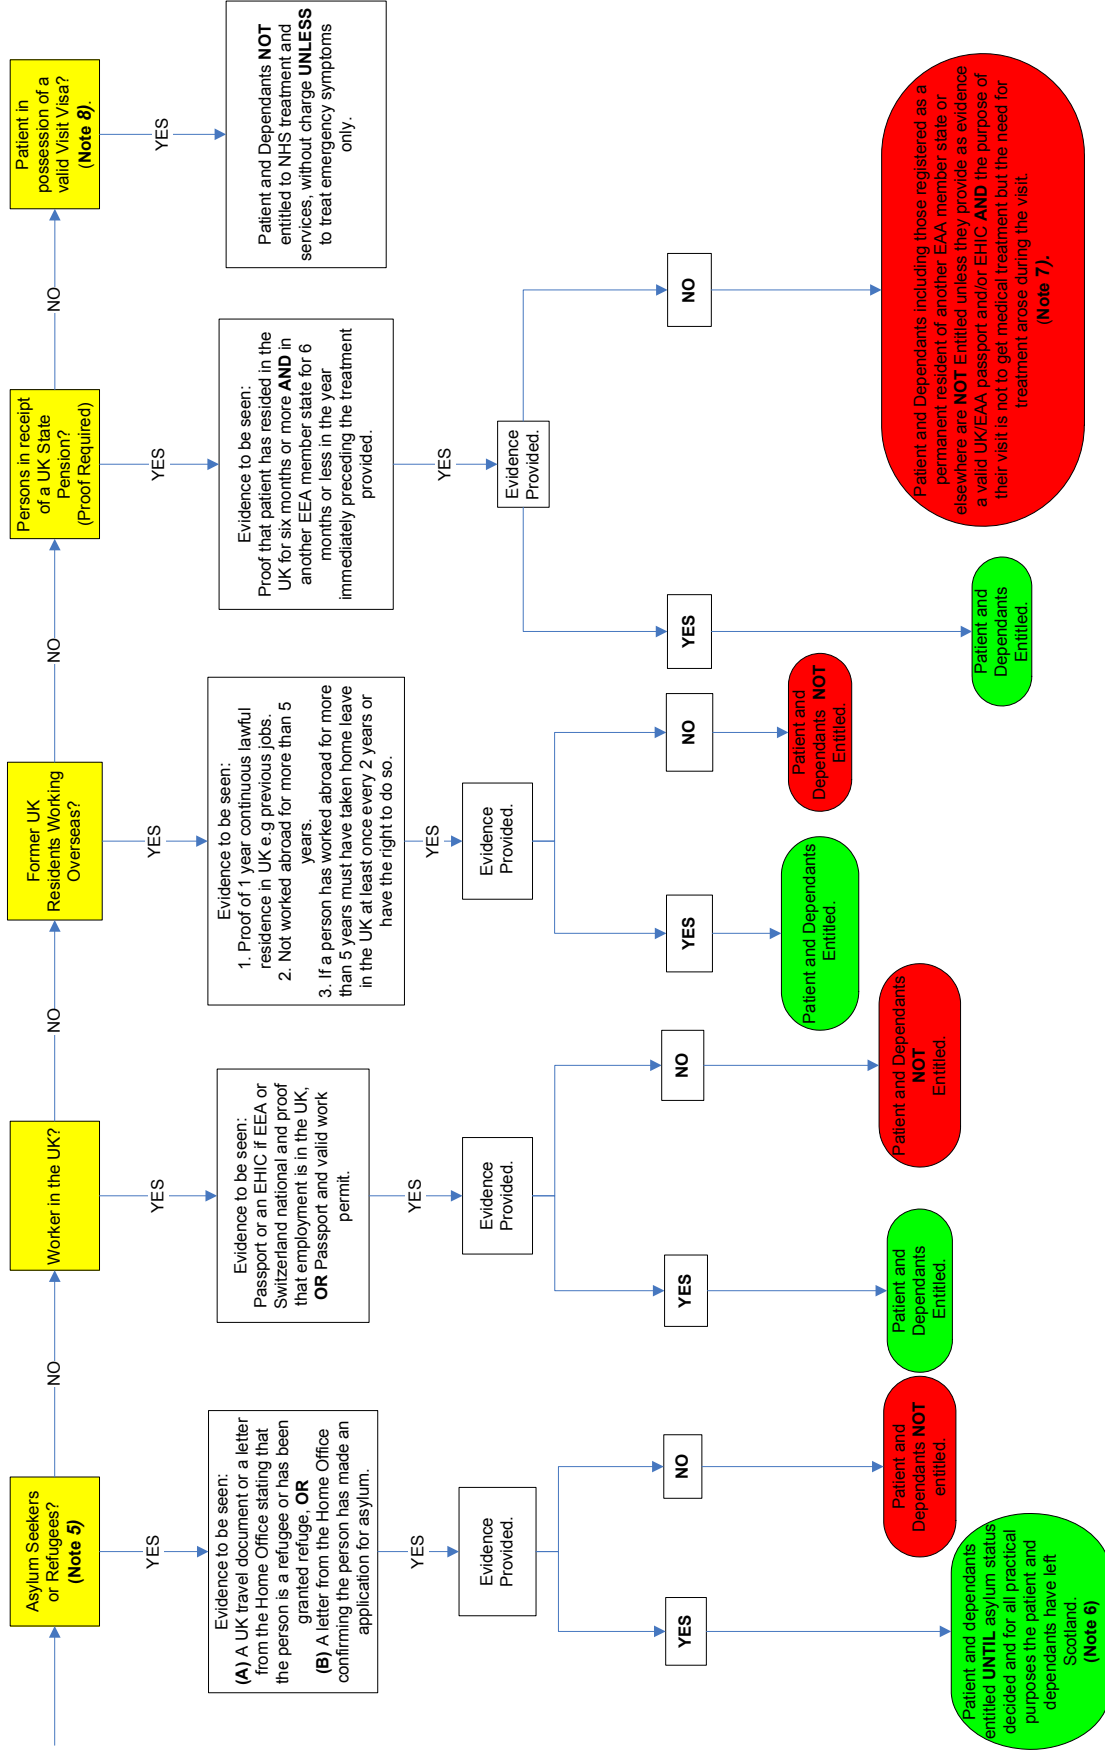 Asylum Seekers
or Refugees?
(Note 5)
NO
Worker in the UK?
NO
Former UK
Residents Working
Overseas?
NO
Persons in receipt
of a UK State
Pension?
(Proof Required)
NO
Patient in
possession of a
valid Visit Visa?
(Note 8).
YES
YES
YES
YES
YES
Evidence to be seen:
(A) A UK travel document or a letter
from the Home Office stating that
the person is a refugee or has been
granted refuge, OR
(B) A letter from the Home Office
confirming the person has made an
application for asylum.
Evidence to be seen:
Passport or an EHIC if EEA or
Switzerland national and proof
that employment is in the UK,
OR Passport and valid work
permit.
Evidence to be seen:
1. Proof of 1 year continuous lawful
residence in UK e.g previous jobs.
2. Not worked abroad for more than 5
years.
3. If a person has worked abroad for more
than 5 years must have taken home leave
in the UK at least once every 2 years or
have the right to do so.
Evidence to be seen:
Proof that patient has resided in the
UK for six months or more AND in
another EEA member state for 6
months or less in the year
immediately preceding the treatment
provided.
Patient and Dependants NOT
entitled to NHS treatment and
services, without charge UNLESS
to treat emergency symptoms
only.
YES
YES
YES
YES
Evidence
Provided.
Evidence
Provided.
Evidence
Provided.
Evidence
Provided.
YES
NO
YES
NO
YES
NO
YES
NO
Patient and dependants
entitled UNTIL asylum status
decided and for all practical
purposes the patient and
dependants have left
Scotland.
(Note 6)
Patient and
Dependants NOT
entitled.
Patient and
Dependants
Entitled.
Patient and Dependants
NOT
Entitled.
Patient and Dependants
Entitled.
Patient and
Dependants NOT
Entitled.
Patient and
Dependants
Entitled.
Patient and Dependants including those registered as a
permanent resident of another EAA member state or
elsewhere are NOT Entitled unless they provide as evidence
a valid UK/EAA passport and/or EHIC AND the purpose of
their visit is not to get medical treatment but the need for
treatment arose during the visit.
(Note 7).